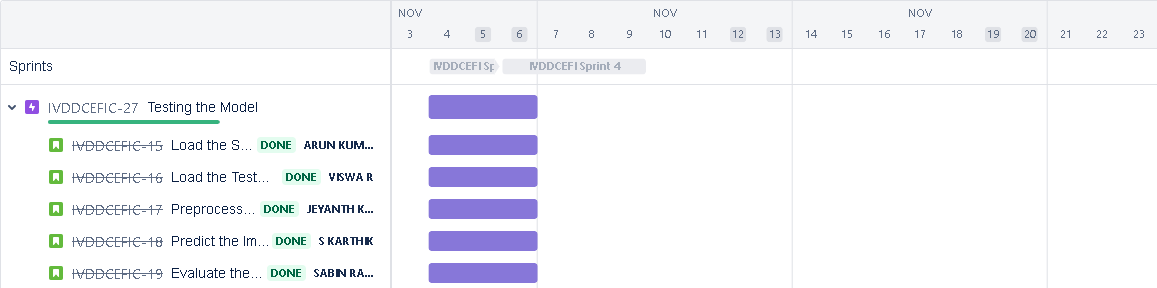 NOV NOV NOV
3 4 5 6 7 8 9 10 11 12 13 14 15 16 17 18 19 20 21 22 23
Sprints IVDDCEFI Sp IVDDCEFI Sprint 4
IVDDCEFIC-27 Testing the Model
IVDDCEFIC-15 Load the S... DONE ARUN KUM...
IVDDCEFIC-16 Load the Test... DONE VISWA R
IVDDCEFIC-17 Preprocess... DONE JEYANTH K...
IVDDCEFIC-18 Predict the Im... DONE S KARTHIK
IVDDCEFIC-19 Evaluate the... DONE SABIN RA...